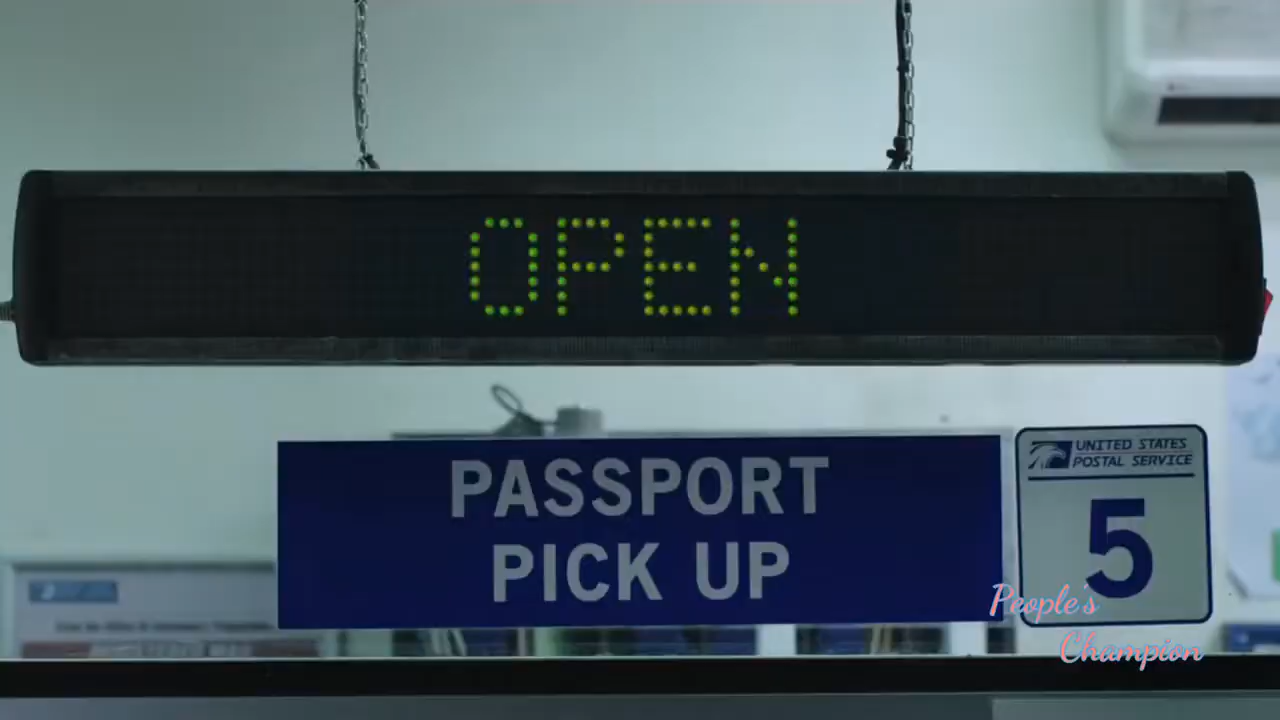 OPEN
PASSPORT
PICK UP
UNITED STATES
POSTAL SERVICE
5
People's
Champion